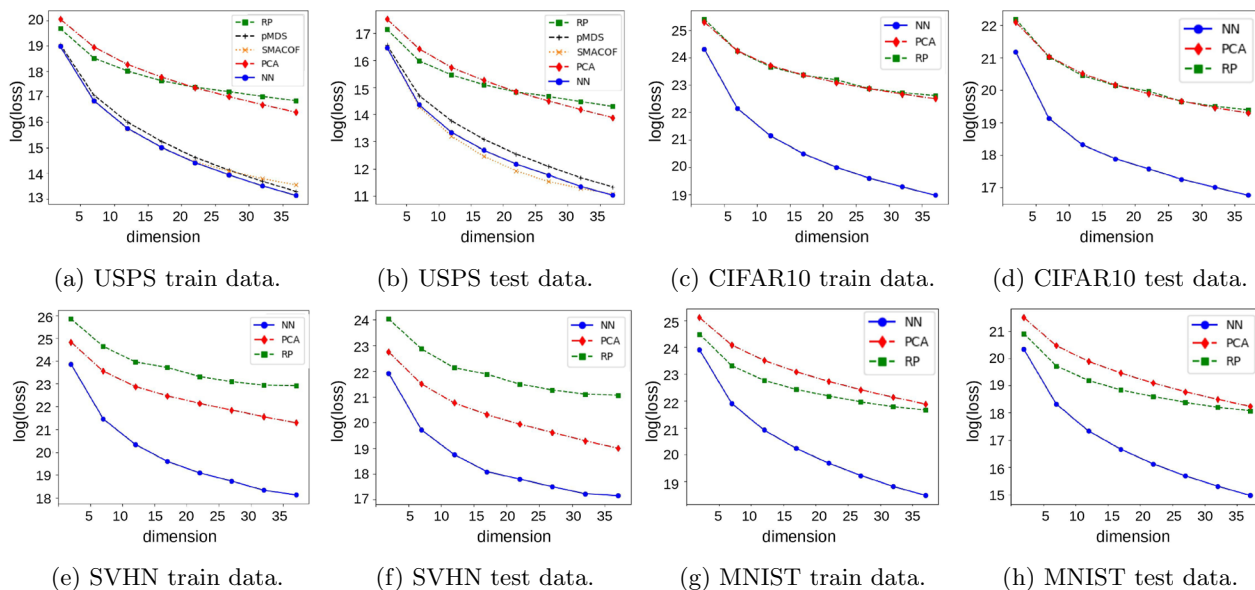 20
19
18
17
16
15
14
13
log(loss)
RP
pMDS
SMACOF
PCA
NN
5 10 15 20 25 30 35
dimension
(a) USPS train data.
17
16
15
14
13
12
11
log(loss)
RP
pMDS
SMACOF
PCA
NN
5 10 15 20 25 30 35
dimension
(b) USPS test data.
25
24
23
22
21
20
19
log(loss)
NN
PCA
RP
5 10 15 20 25 30 35
dimension
(c) CIFAR10 train data.
22
21
20
19
18
17
log(loss)
NN
PCA
RP
5 10 15 20 25 30 35
dimension
(d) CIFAR10 test data.
26
25
24
23
22
21
20
19
18
log(loss)
NN
PCA
RP
5 10 15 20 25 30 35
dimension
(e) SVHN train data.
24
23
22
21
20
19
18
17
log(loss)
NN
PCA
RP
5 10 15 20 25 30 35
dimension
(f) SVHN test data.
25
24
23
22
21
20
19
log(loss)
NN
PCA
RP
5 10 15 20 25 30 35
dimension
(g) MNIST train data.
21
20
19
18
17
16
15
log(loss)
NN
PCA
RP
5 10 15 20 25 30 35
dimension
(h) MNIST test data.